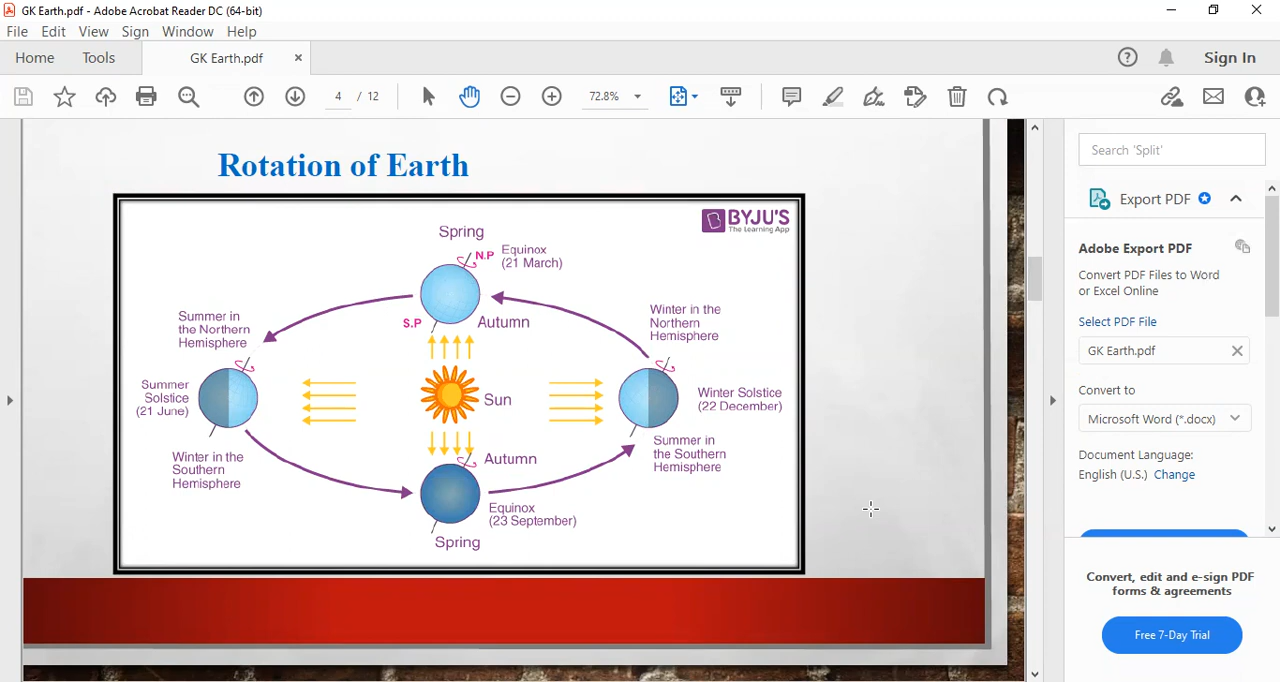 GK Earth.pdf - Adobe Acrobat Reader DC (64-bit)
File Edit View Sign Window Help
Home Tools GK Earth.pdf Sign In
4 / 12 72.8%
Rotation of Earth
BYJU'S
The Learning App
Spring
N.P
Equinox
(21 March)
S.P
Autumn
Summer in
the Northern
Hemisphere
Winter in the
Northern
Hemisphere
Summer
Solstice
(21 June)
Sun
Winter Solstice
(22 December)
Winter in the
Southern
Hemisphere
Summer in
the Southern
Hemisphere
Autumn
Equinox
(23 September)
Spring
Search 'Split'
Export PDF
Adobe Export PDF
Convert PDF Files to Word
or Excel Online
Select PDF File
GK Earth.pdf
Convert to
Microsoft Word (*.docx)
Document Language:
English (U.S.) Change
Convert, edit and e-sign PDF
forms & agreements
Free 7-Day Trial